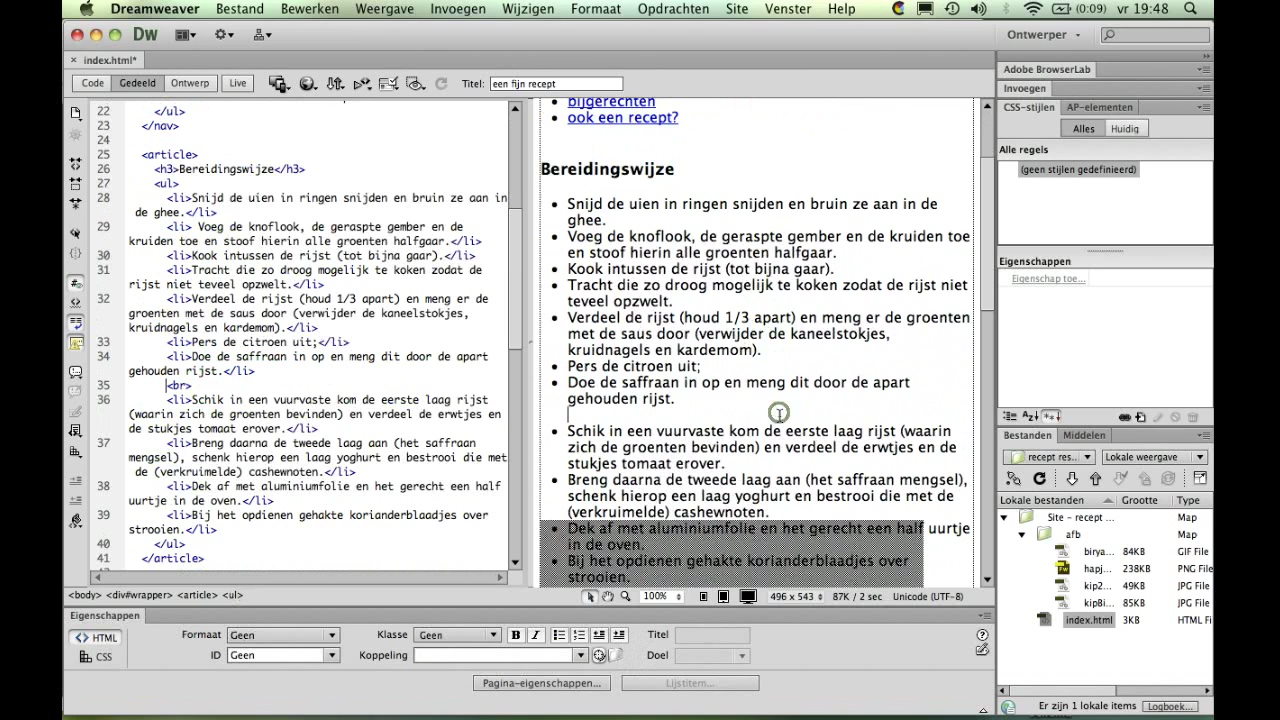 Dreamweaver Bestand Bewerken Weergave Invoegen Wijzigen Formaat Opdrachten Site Venster Help (0:09) vr 19:48
Dw Ontwerper
index.html*
Code Gedeeld Ontwerp Live Titel: een fijn recept
22 </ul>
23 </nav>
24
25 <article>
26 <h3>Bereidingswijze</h3>
27 <ul>
28 <li>Snijd de uien in ringen snijden en bruin ze aan in
de ghee.</li>
29 <li> Voeg de knoflook, de geraspte gember en de
kruiden toe en stoof hierin alle groenten halfgaar.</li>
30 <li>Kook intussen de rijst (tot bijna gaar).</li>
31 <li>Tracht die zo droog mogelijk te koken zodat de
rijst niet teveel opzwelt.</li>
32 <li>Verdeel de rijst (houd 1/3 apart) en meng er de
groenten met de saus door (verwijder de kaneelstokjes,
kruidnagels en kardemom).</li>
33 <li>Pers de citroen uit;</li>
34 <li>Doe de saffraan in op en meng dit door de apart
gehouden rijst.</li>
35 <br>
36 <li>Schik in een vuurvaste kom de eerste laag rijst
(waarin zich de groenten bevinden) en verdeel de erwtjes en
de stukjes tomaat erover.</li>
37 <li>Breng daarna de tweede laag aan (het saffraan
mengsel), schenk hierop een laag yoghurt en bestrooi die met
de (verkruimelde) cashewnoten.</li>
38 <li>Dek af met aluminiumfolie en het gerecht een half
uurtje in de oven.</li>
39 <li>Bij het opdienen gehakte korianderblaadjes over
strooien.</li>
40 </ul>
41 </article>
bijgerechten
ook een recept?
Bereidingswijze
Snijd de uien in ringen snijden en bruin ze aan in de
ghee.
Voeg de knoflook, de geraspte gember en de kruiden toe
en stoof hierin alle groenten halfgaar.
Kook intussen de rijst (tot bijna gaar).
Tracht die zo droog mogelijk te koken zodat de rijst niet
teveel opzwelt.
Verdeel de rijst (houd 1/3 apart) en meng er de groenten
met de saus door (verwijder de kaneelstokjes,
kruidnagels en kardemom).
Pers de citroen uit;
Doe de saffraan in op en meng dit door de apart
gehouden rijst.
Schik in een vuurvaste kom de eerste laag rijst (waarin
zich de groenten bevinden) en verdeel de erwtjes en de
stukjes tomaat erover.
Breng daarna de tweede laag aan (het saffraan mengsel),
schenk hierop een laag yoghurt en bestrooi die met de
(verkruimelde) cashewnoten.
Dek af met aluminiumfolie en het gerecht een half uurtje
in de oven.
Bij het opdienen gehakte korianderblaadjes over
strooien.
<body> <div#wrapper> <article> <ul> 100% 496 x 543 87K / 2 sec Unicode (UTF-8)
Eigenschappen
<> HTML Formaat Geen Klasse Geen B I Titel
CSS ID Geen Koppeling Doel
Pagina-eigenschappen... Lijstitem...
Adobe BrowserLab
Invoegen
CSS-stijlen AP-elementen
Alles Huidig
Alle regels
(geen stijlen gedefinieerd)
Eigenschappen
Eigenschap toe...
Bestanden Middelen
recept res... Lokale weergave
Lokale bestanden Grootte Type
Site - recept ... Map
afb Map
birya... 84KB GIF File
hapj... 238KB PNG File
kip2... 49KB JPG File
kip8i... 85KB JPG File
index.html 3KB HTML Fi
Er zijn 1 lokale items Logboek...